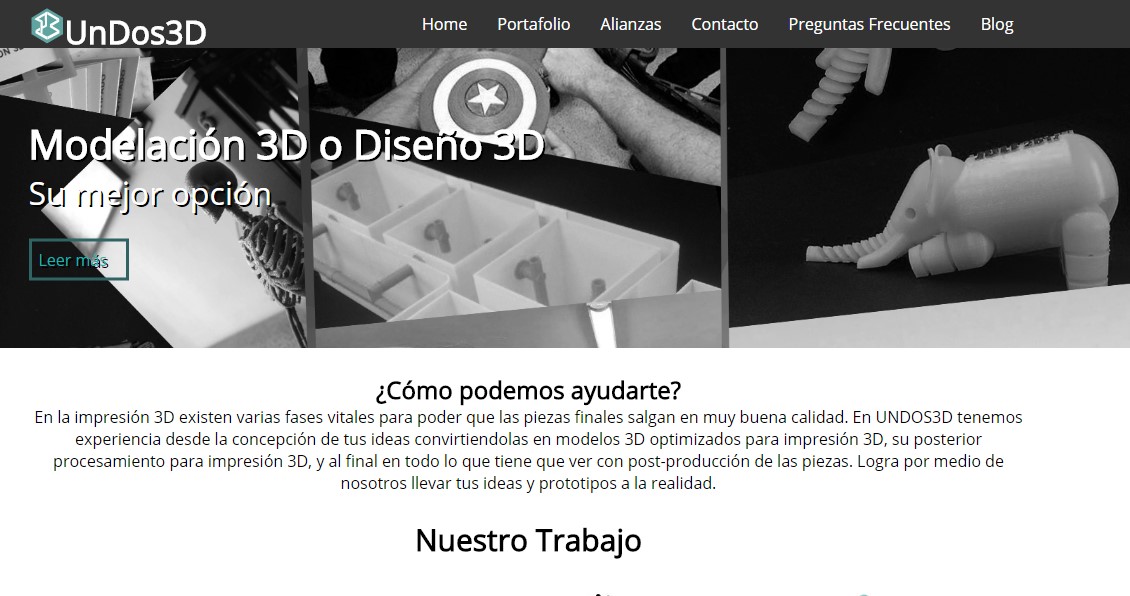 UnDos3D
Home Portafolio Alianzas Contacto Preguntas Frecuentes Blog
Modelación 3D o Diseño 3D
Su mejor opción
Leer más
¿Cómo podemos ayudarte?
En la impresión 3D existen varias fases vitales para poder que las piezas finales salgan en muy buena calidad. En UNDOS3D tenemos
experiencia desde la concepción de tus ideas convirtiendolas en modelos 3D optimizados para impresión 3D, su posterior
procesamiento para impresión 3D, y al final en todo lo que tiene que ver con post-producción de las piezas. Logra por medio de
nosotros llevar tus ideas y prototipos a la realidad.
Nuestro Trabajo